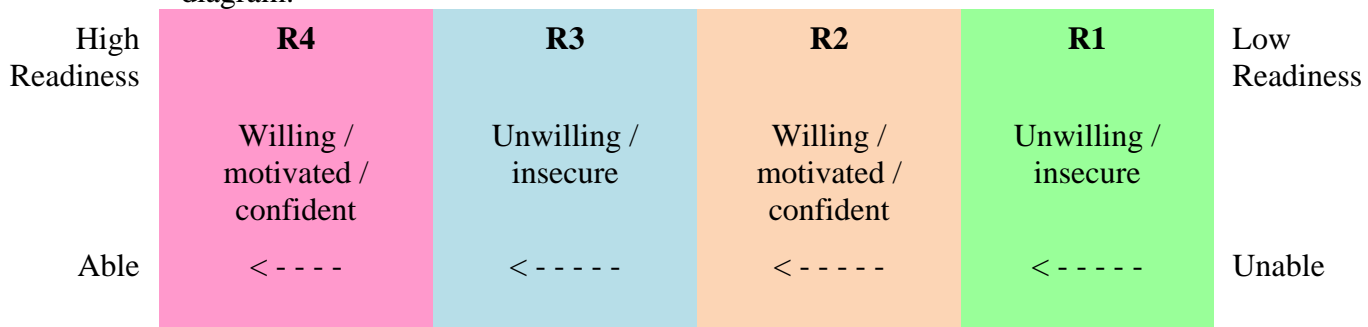 diagram.
High Readiness R4 R3 R2 R1 Low Readiness
Willing / motivated / confident Unwilling / insecure Willing / motivated / confident Unwilling / insecure
Able < - - - - < - - - - - < - - - - - < - - - - - Unable